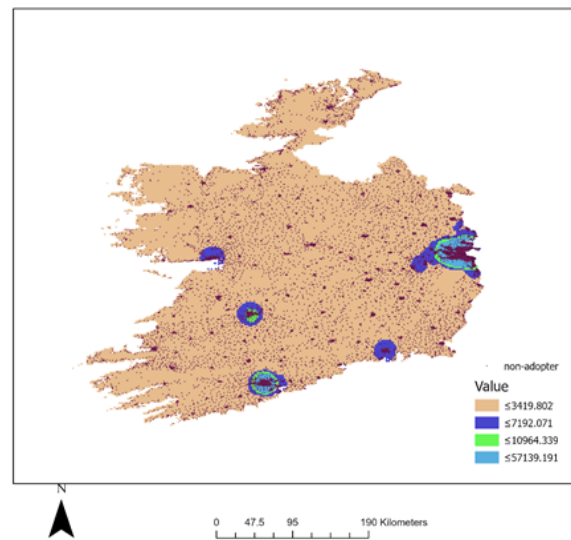 non-adopter
Value
≤3419.802
≤7192.071
≤10964.339
≤57139.191
N
0 47.5 95 190 Kilometers